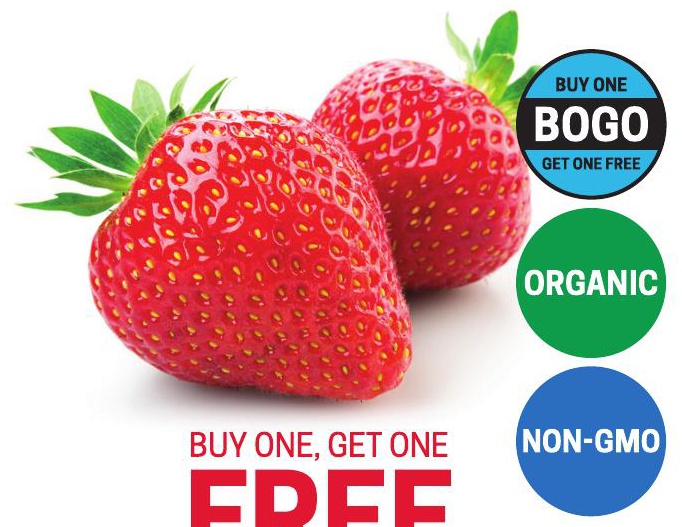 BUY ONE
BOGO
GET ONE FREE
ORGANIC
NON-GMO
BUY ONE, GET ONE
FREE